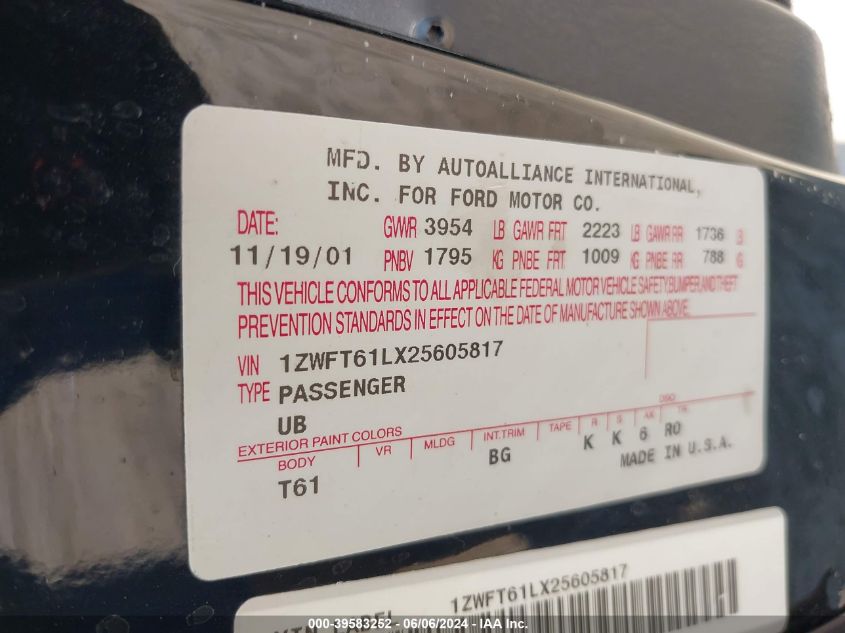 MFD. BY AUTOALLIANCE INTERNATIONAL,
INC. FOR FORD MOTOR CO.
DATE: GVWR 3954 LB GAWR FRT 2223 LB GAWR RR 1736 LB
11/19/01 PNBV 1795 KG PNBE FRT 1009 KG PNBE RR 788 KG
THIS VEHICLE CONFORMS TO ALL APPLICABLE FEDERAL MOTOR VEHICLE SAFETY, BUMPER, AND THEFT
PREVENTION STANDARDS IN EFFECT ON THE DATE OF MANUFACTURE SHOWN ABOVE.
VIN 1ZWFT61LX25605817
TYPE PASSENGER
UB
EXTERIOR PAINT COLORS DSO
BODY VR MLDG INT.TRIM TAPE R S AX TR
T61 BG K K 6 R0
MADE IN U.S.A.
1ZWFT61LX25605817
LABEL
000-39583252 - 06/06/2024 - IAA Inc.